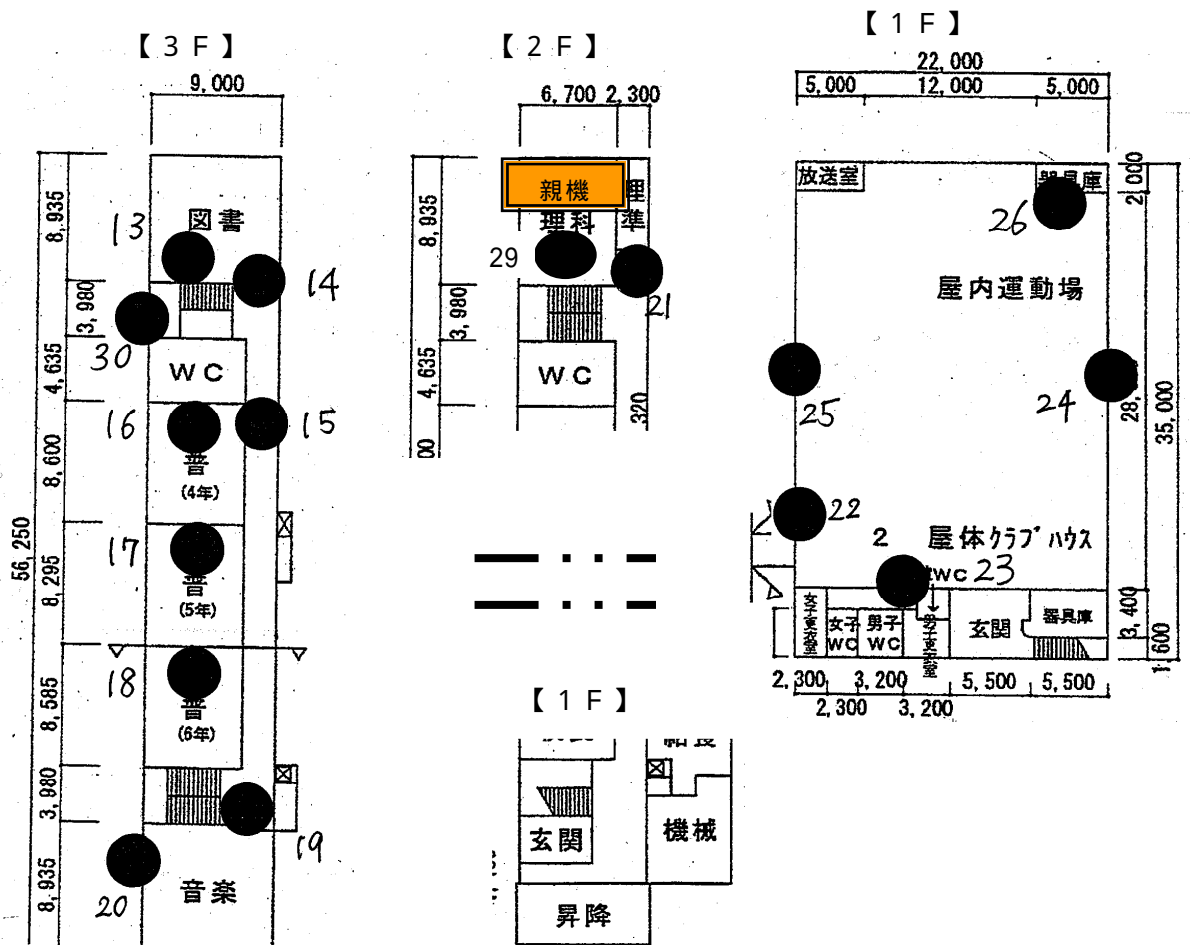 【３Ｆ】
9,000
8,935
3,980
4,635
8,600
8,295
8,585
3,980
8,935
56,250
図書
13
14
30
WC
16
15
普
(4年)
17
普
(5年)
18
普
(6年)
19
20
音楽
【２Ｆ】
6,700 2,300
8,935
3,980
4,635
00
親機
理科
理準
29
21
WC
320
【１Ｆ】
玄関
機械
昇降
【１Ｆ】
22,000
5,000 12,000 5,000
放送室
器具庫
26
屋内運動場
25
24
22
2 屋体クラブハウス
WC 23
女子更衣室
女子WC
男子WC
男子更衣室
玄関
器具庫
2,000
35,000
3,400
1,600
2,300 3,200 5,500 5,500
2,300 3,200